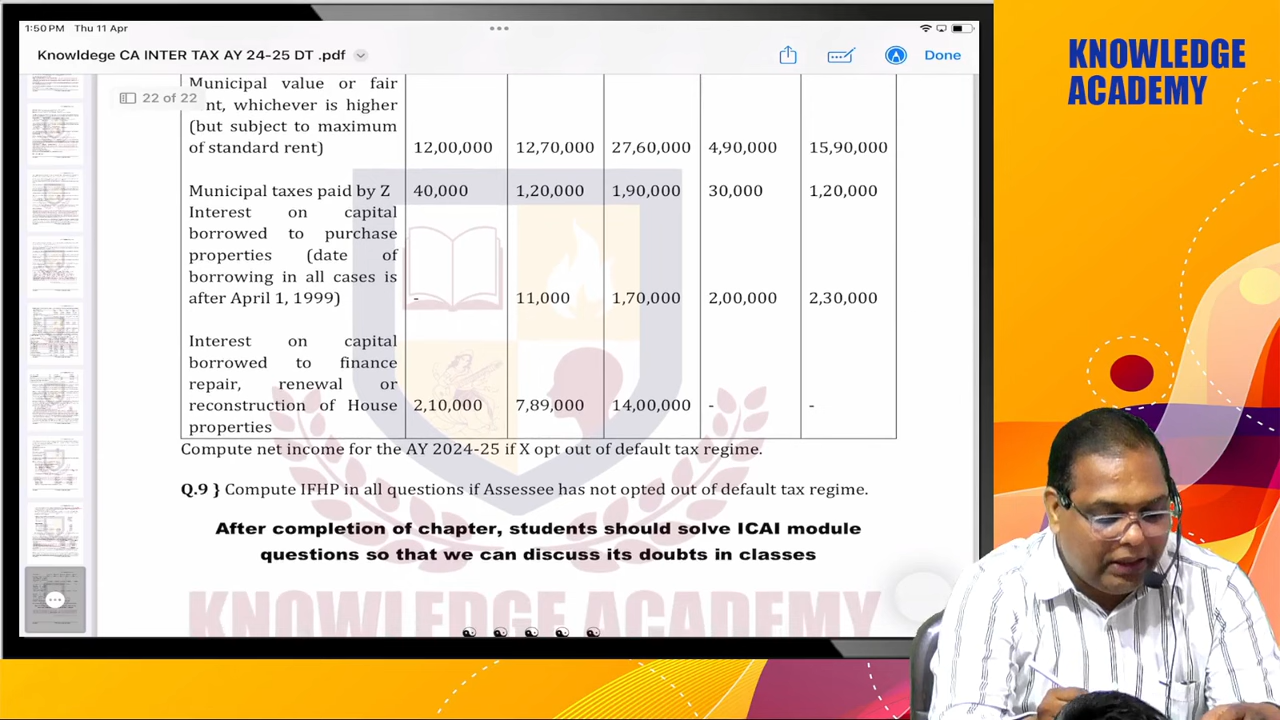 1:50 PM Thu 11 Apr
Knowldege CA INTER TAX AY 24-25 DT .pdf
Done
KNOWLEDGE
ACADEMY
22 of 22
Municipal value or fair
nt, whichever is higher
subject maximum
of standard rent 12,00,000 12,70,000 27,60,000 4,90,000 15,90,000
Municipal tax paid by Z 40,000 1,20,000 1,90,000 30,000 1,20,000
Interest on capital
borrowed to purchase
properties (date of
borrowing in all cases is
after April 1, 1999) - 11,000 1,70,000 2,00,000 2,30,000
Interest on capital
borrowed to finance
repair, renewal or
reconstruction of House 2,10,000 7,89,000 14,00,000 - -
properties
Compute net income for the AY if X opt out of default tax regime.
Q.9 } Compute IFHP in all questions if Assessee has not opted out of default tax regime.
After completion of chapter students should solve module
questions so that we can discuss its doubts in classes